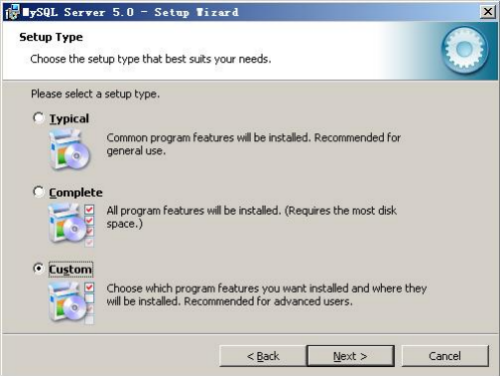 MySQL Server 5.0 - Setup Wizard
Setup Type
Choose the setup type that best suits your needs.
Please select a setup type.
Typical
Common program features will be installed. Recommended for
general use.
Complete
All program features will be installed. (Requires the most disk
space.)
Custom
Choose which program features you want installed and where they
will be installed. Recommended for advanced users.
< Back
Next >
Cancel